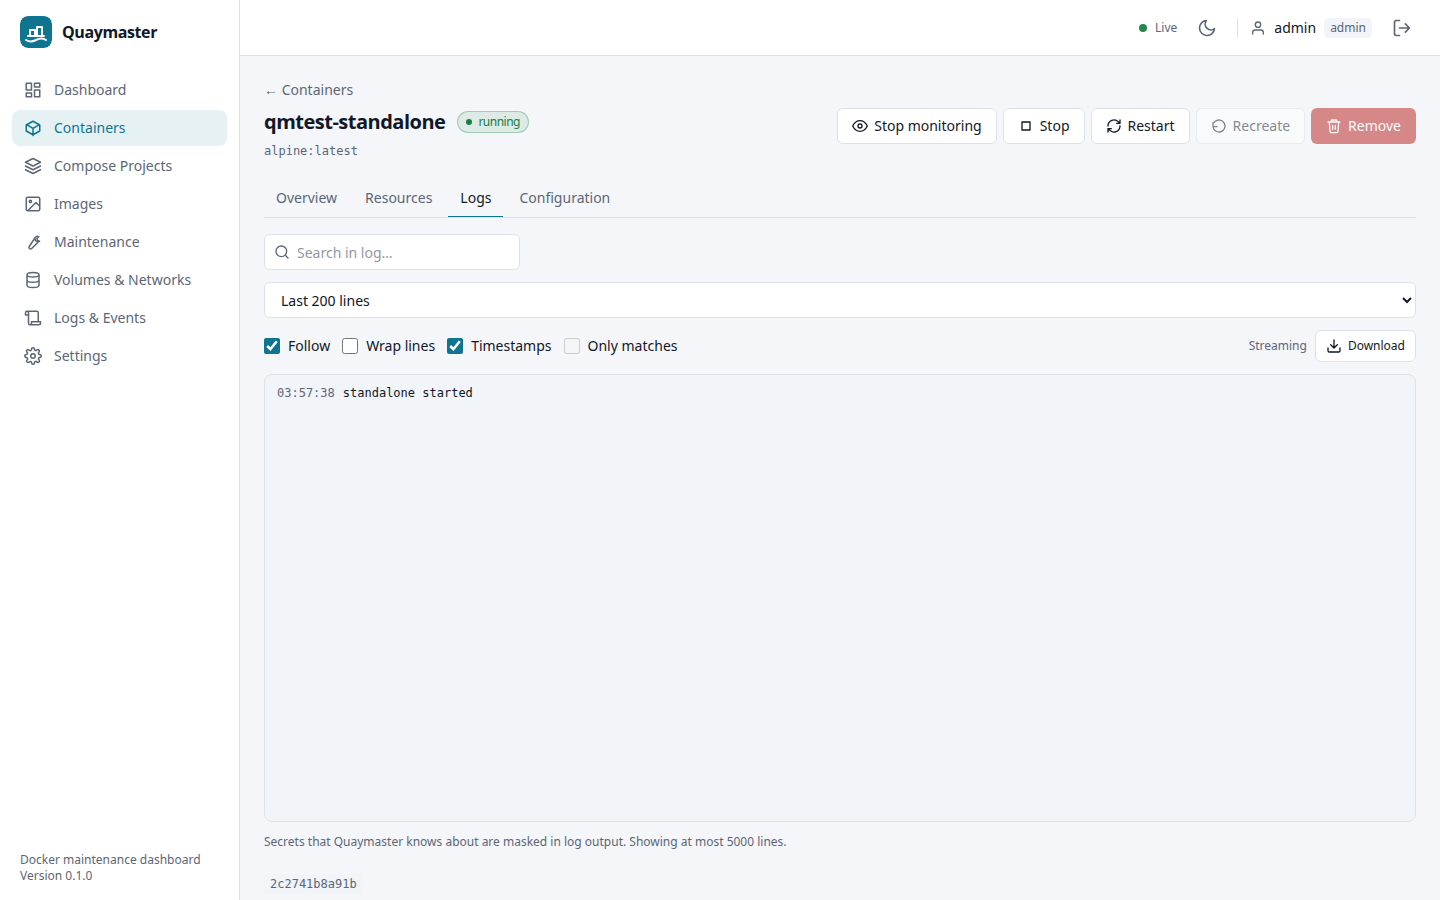 Quaymaster
Dashboard
Containers
Compose Projects
Images
Maintenance
Volumes & Networks
Logs & Events
Settings
Docker maintenance dashboard
Version 0.1.0
Live
admin
admin
← Containers
qmtest-standalone
running
alpine:latest
Stop monitoring
Stop
Restart
Recreate
Remove
Overview
Resources
Logs
Configuration
Search in log...
Last 200 lines
Follow
Wrap lines
Timestamps
Only matches
Streaming
Download
03:57:38 standalone started
Secrets that Quaymaster knows about are masked in log output. Showing at most 5000 lines.
2c2741b8a91b